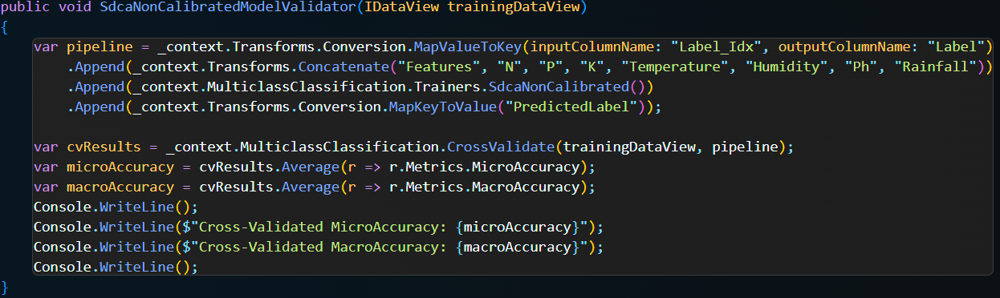 public void SdcaNonCalibratedModelValidator(IDataView trainingDataView)
{
    var pipeline = _context.Transforms.Conversion.MapValueToKey(inputColumnName: "Label_Idx", outputColumnName: "Label")
        .Append(_context.Transforms.Concatenate("Features", "N", "P", "K", "Temperature", "Humidity", "Ph", "Rainfall"))
        .Append(_context.MulticlassClassification.Trainers.SdcaNonCalibrated())
        .Append(_context.Transforms.Conversion.MapKeyToValue("PredictedLabel"));

    var cvResults = _context.MulticlassClassification.CrossValidate(trainingDataView, pipeline);
    var microAccuracy = cvResults.Average(r => r.Metrics.MicroAccuracy);
    var macroAccuracy = cvResults.Average(r => r.Metrics.MacroAccuracy);
    Console.WriteLine();
    Console.WriteLine($"Cross-Validated MicroAccuracy: {microAccuracy}");
    Console.WriteLine($"Cross-Validated MacroAccuracy: {macroAccuracy}");
    Console.WriteLine();
}